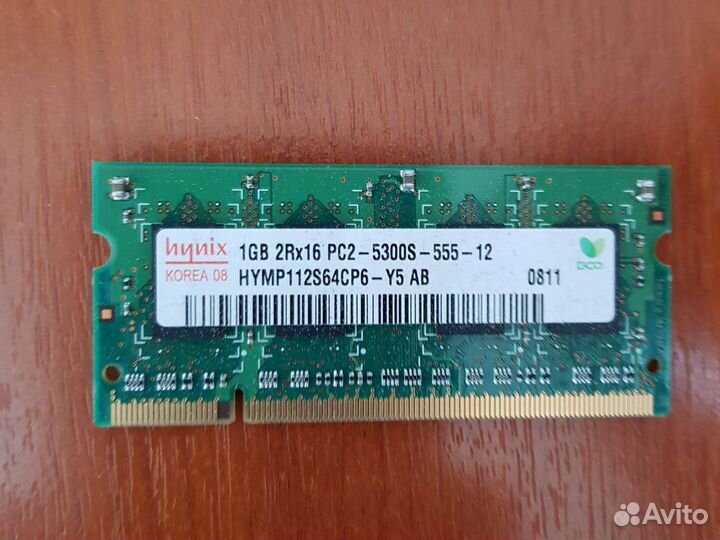 hynix
KOREA 08
1GB 2Rx16 PC2-5300S-555-12
HYMP112S64CP6-Y5 AB
0811
ECO
Avito